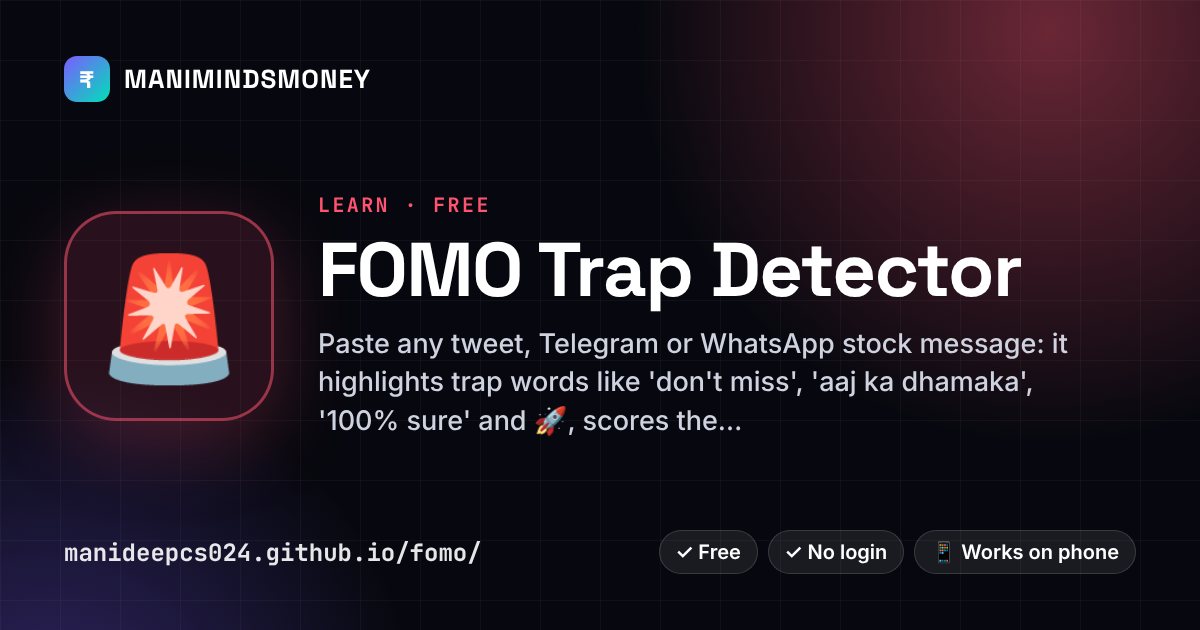 ₹ MANIMINDSMONEY
LEARN · FREE
FOMO Trap Detector
Paste any tweet, Telegram or WhatsApp stock message: it
highlights trap words like 'don't miss', 'aaj ka dhamaka',
'100% sure' and 🚀, scores the...
manideepcs024.github.io/fomo/
✓ Free
✓ No login
📱 Works on phone